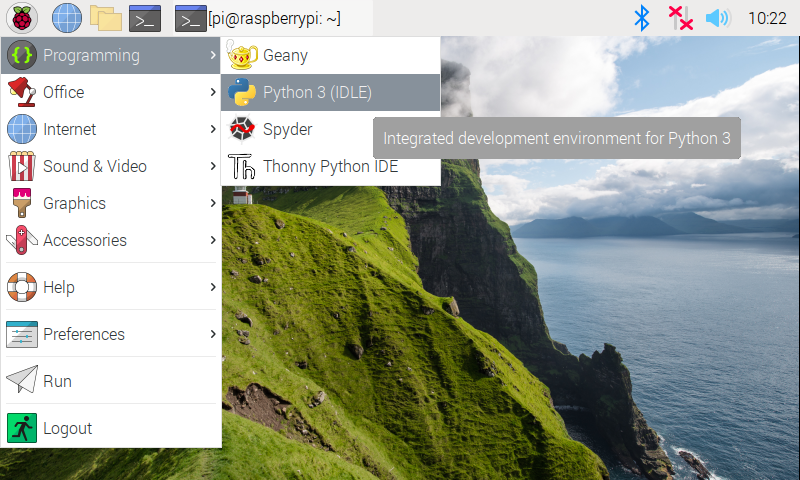 [pi@raspberrypi: ~]
10:22
Programming
Office
Internet
Sound & Video
Graphics
Accessories
Help
Preferences
Run
Logout
Geany
Python 3 (IDLE)
Spyder
Th Thonny Python IDE
Integrated development environment for Python 3